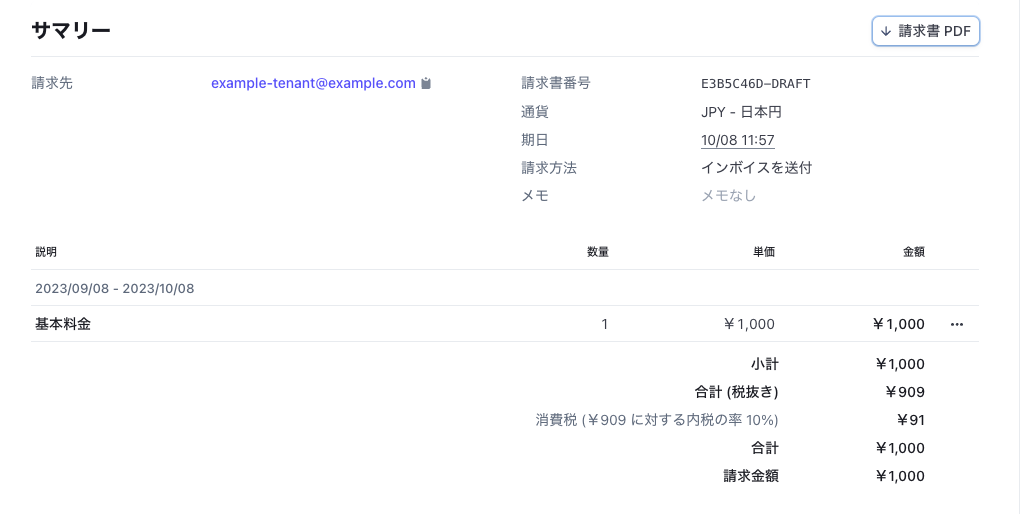 サマリー
↓ 請求書 PDF
請求先 example-tenant@example.com
請求書番号 E3B5C46D–DRAFT
通貨 JPY - 日本円
期日 10/08 11:57
請求方法 インボイスを送付
メモ メモなし
説明 数量 単価 金額
2023/09/08 - 2023/10/08
基本料金 1 ￥1,000 ￥1,000 •••
小計 ￥1,000
合計 (税抜き) ￥909
消費税 (￥909 に対する内税の率 10%) ￥91
合計 ￥1,000
請求金額 ￥1,000